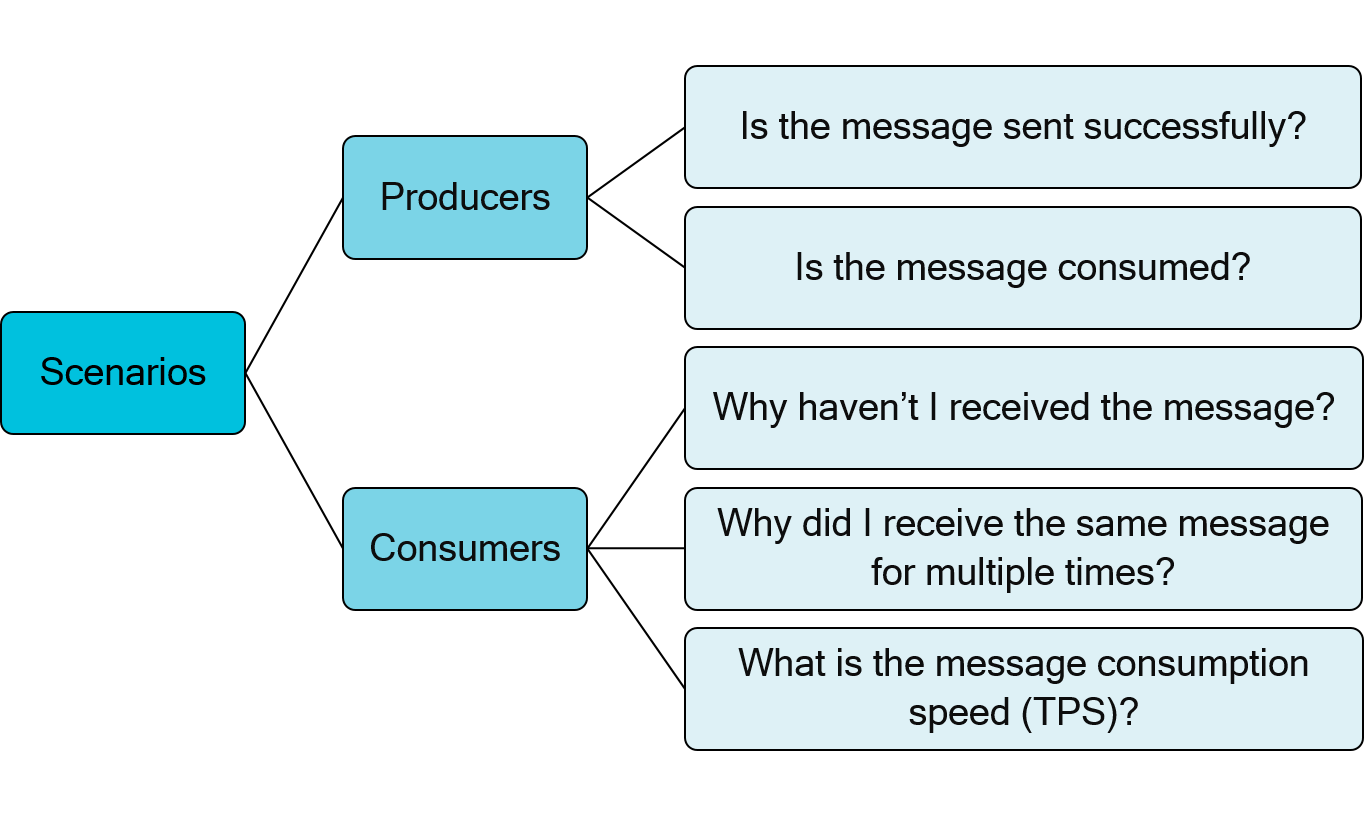 Scenarios
Producers
Is the message sent successfully?
Is the message consumed?
Consumers
Why haven’t I received the message?
Why did I receive the same message
for multiple times?
What is the message consumption
speed (TPS)?